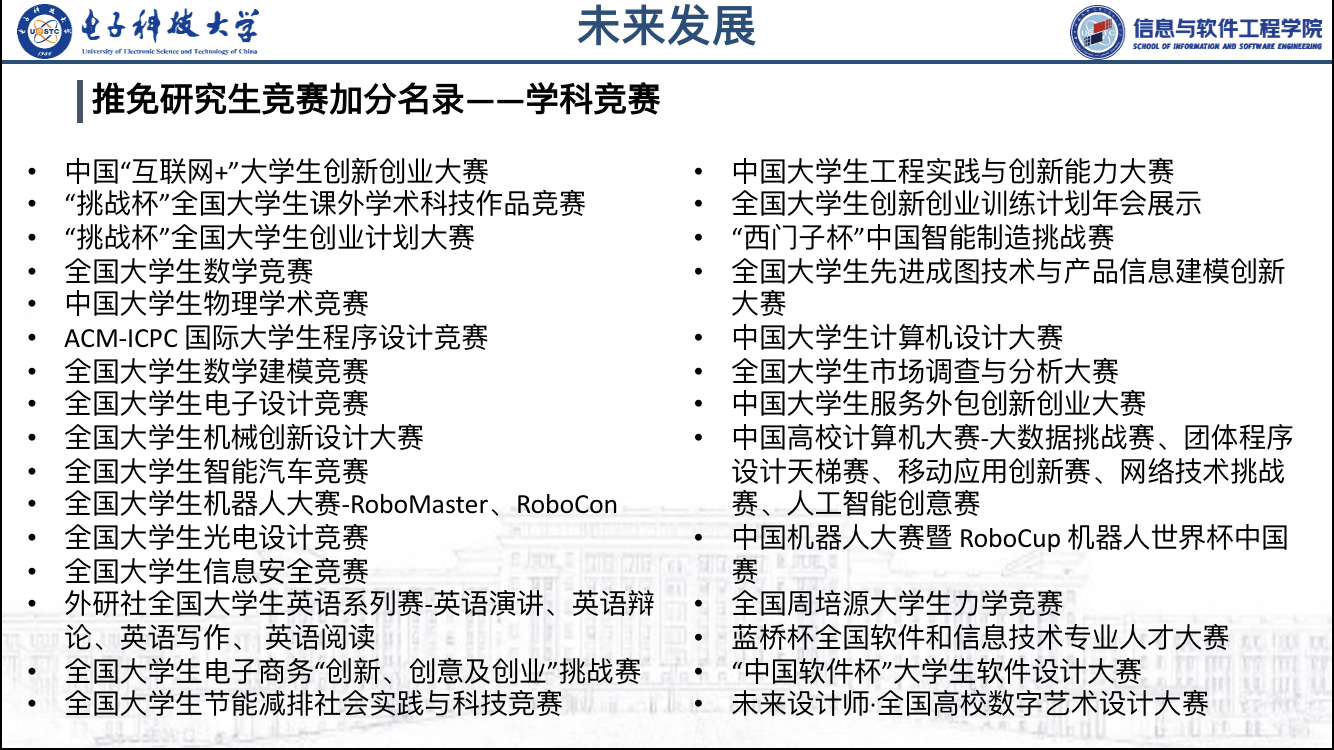 电子科技大学
University of Electronic Science and Technology of China
未来发展
信息与软件工程学院
SCHOOL OF INFORMATION AND SOFTWARE ENGINEERING
推免研究生竞赛加分名录——学科竞赛
• 中国“互联网+”大学生创新创业大赛
• “挑战杯”全国大学生课外学术科技作品竞赛
• “挑战杯”全国大学生创业计划大赛
• 全国大学生数学竞赛
• 中国大学生物理学术竞赛
• ACM-ICPC 国际大学生程序设计竞赛
• 全国大学生数学建模竞赛
• 全国大学生电子设计竞赛
• 全国大学生机械创新设计大赛
• 全国大学生智能汽车竞赛
• 全国大学生机器人大赛-RoboMaster、RoboCon
• 全国大学生光电设计竞赛
• 全国大学生信息安全竞赛
• 外研社全国大学生英语系列赛-英语演讲、英语辩
论、英语写作、 英语阅读
• 全国大学生电子商务“创新、创意及创业”挑战赛
• 全国大学生节能减排社会实践与科技竞赛
• 中国大学生工程实践与创新能力大赛
• 全国大学生创新创业训练计划年会展示
• “西门子杯”中国智能制造挑战赛
• 全国大学生先进成图技术与产品信息建模创新
大赛
• 中国大学生计算机设计大赛
• 全国大学生市场调查与分析大赛
• 中国大学生服务外包创新创业大赛
• 中国高校计算机大赛-大数据挑战赛、团体程序
设计天梯赛、移动应用创新赛、网络技术挑战
赛、人工智能创意赛
• 中国机器人大赛暨 RoboCup 机器人世界杯中国
赛
• 全国周培源大学生力学竞赛
• 蓝桥杯全国软件和信息技术专业人才大赛
• “中国软件杯”大学生软件设计大赛
• 未来设计师·全国高校数字艺术设计大赛